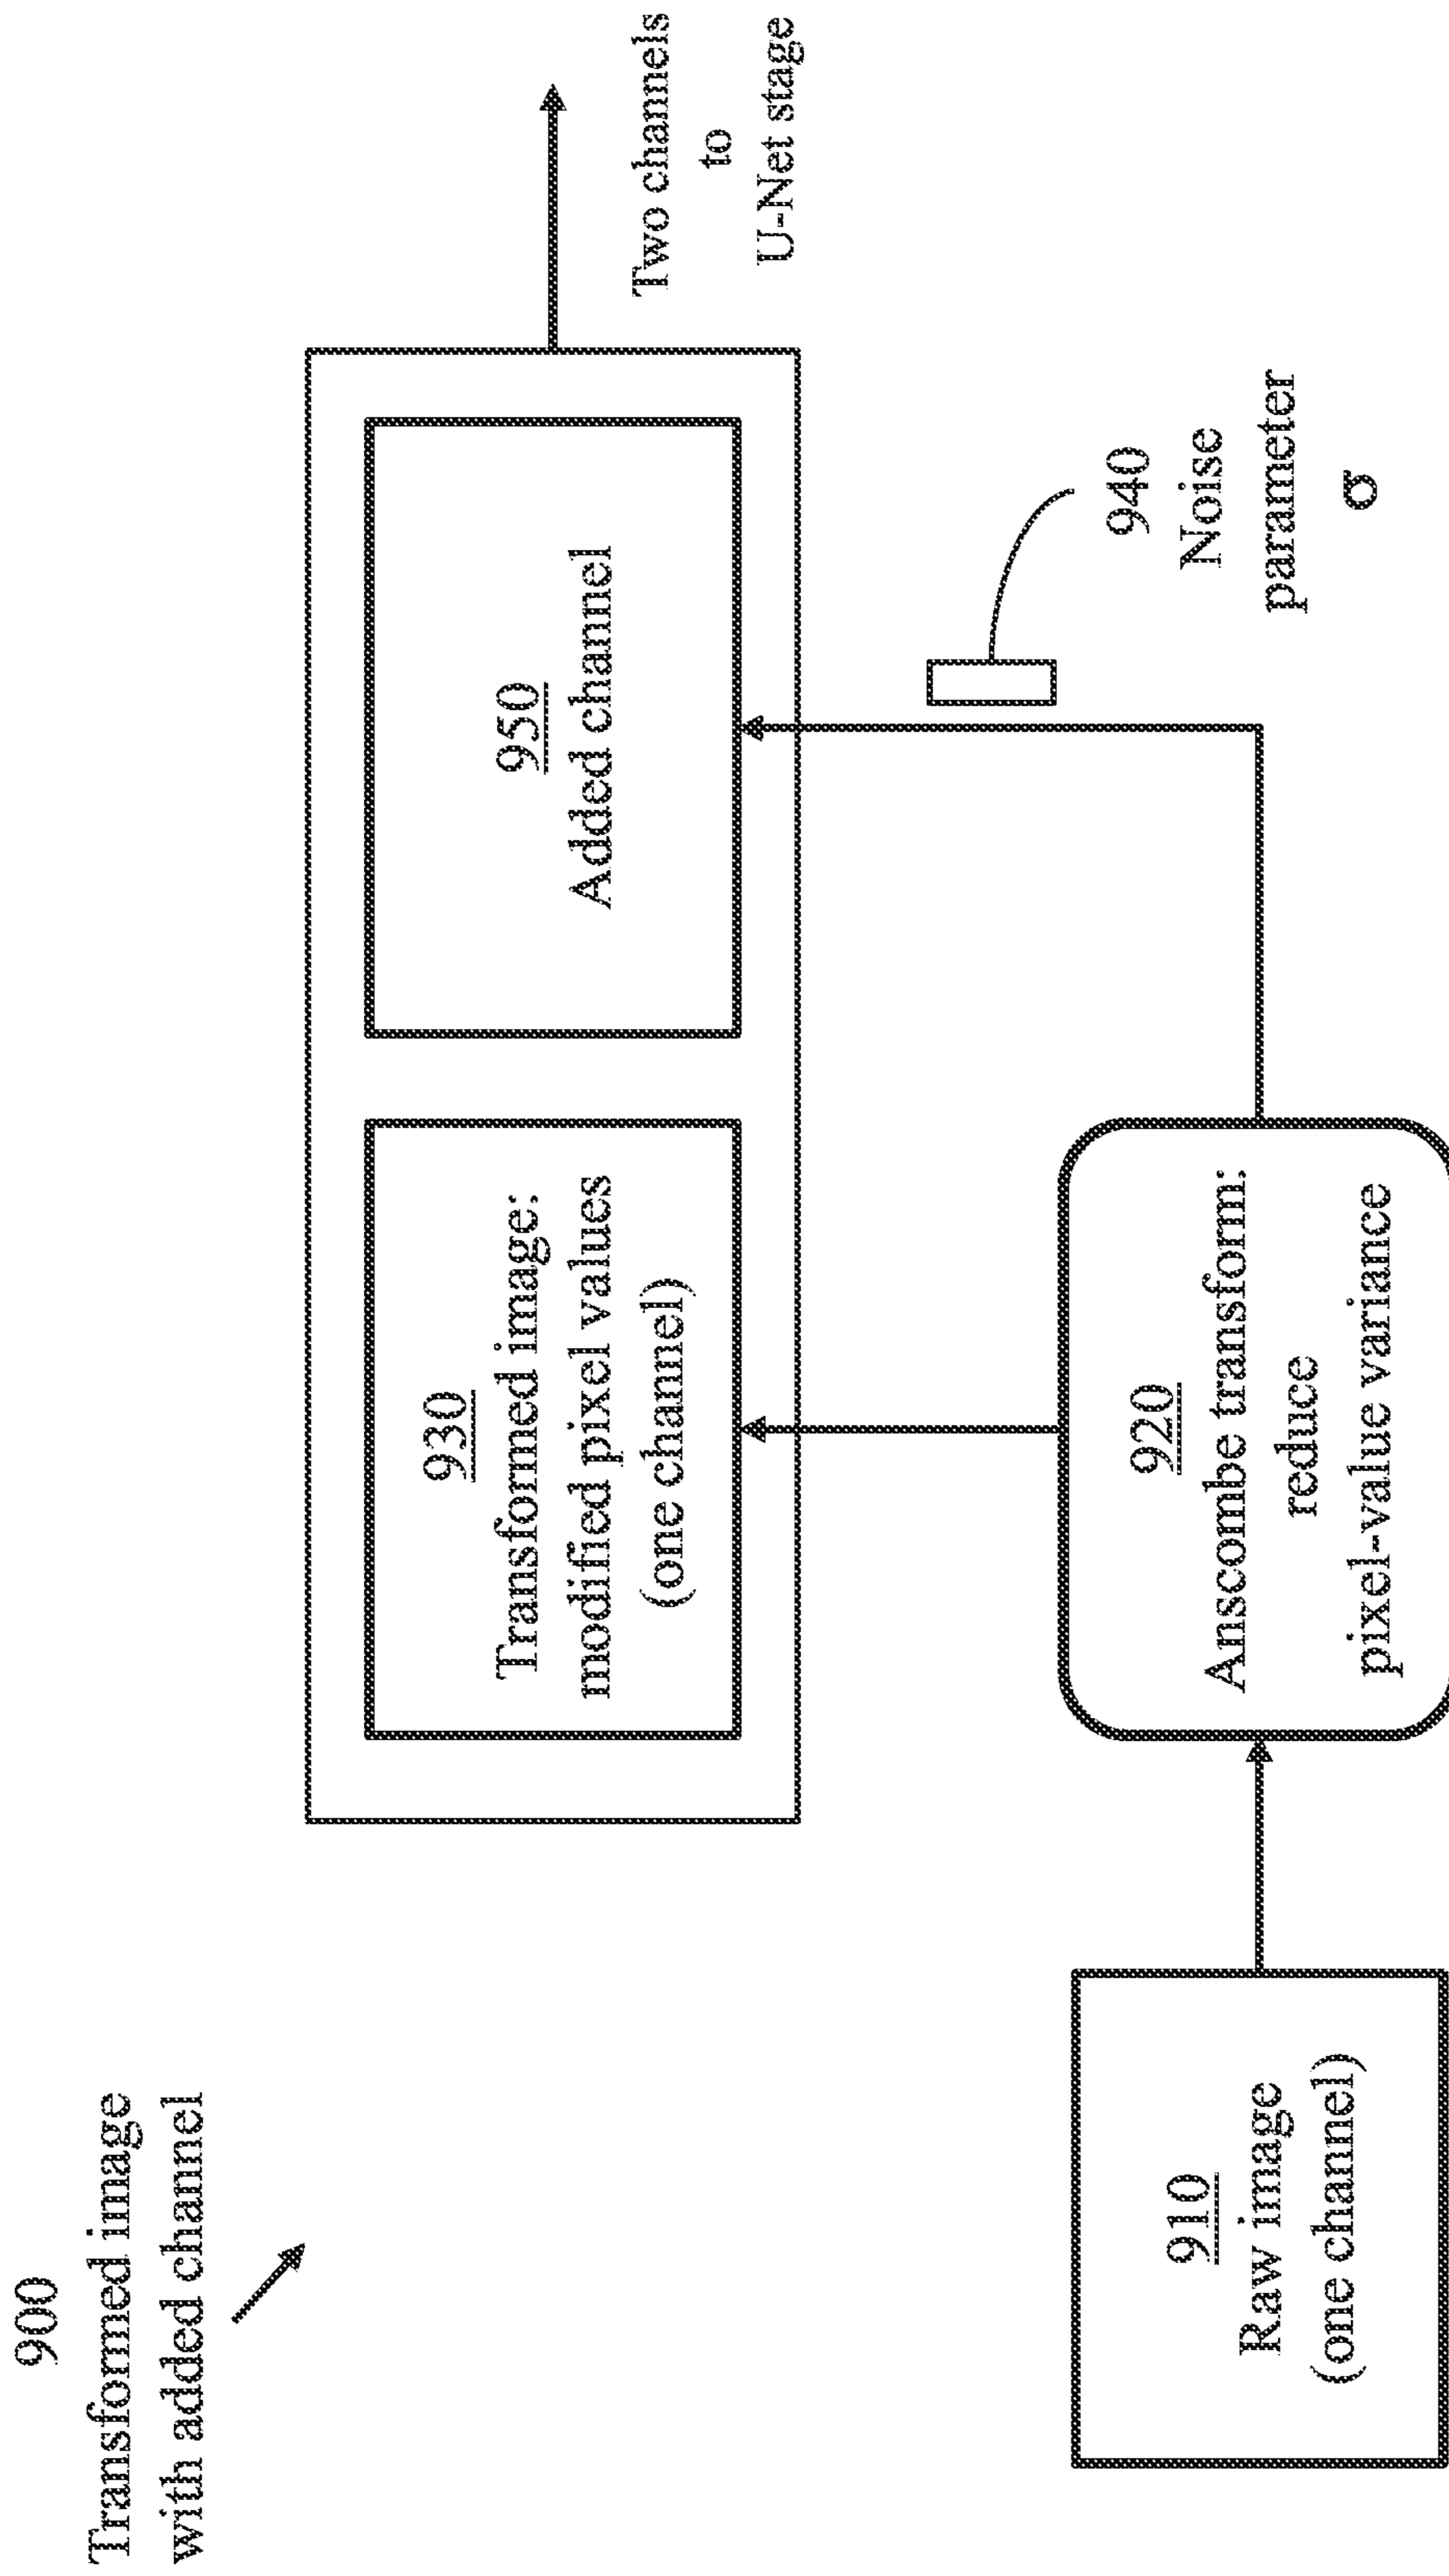 900
Transformed image
with added channel
910
Raw image
(one channel)
920
Anscombe transform:
reduce
pixel-value variance
930
Transformed image:
modified pixel values
(one channel)
940
Noise
parameter
σ
950
Added channel
Two channels
to
U-Net stage